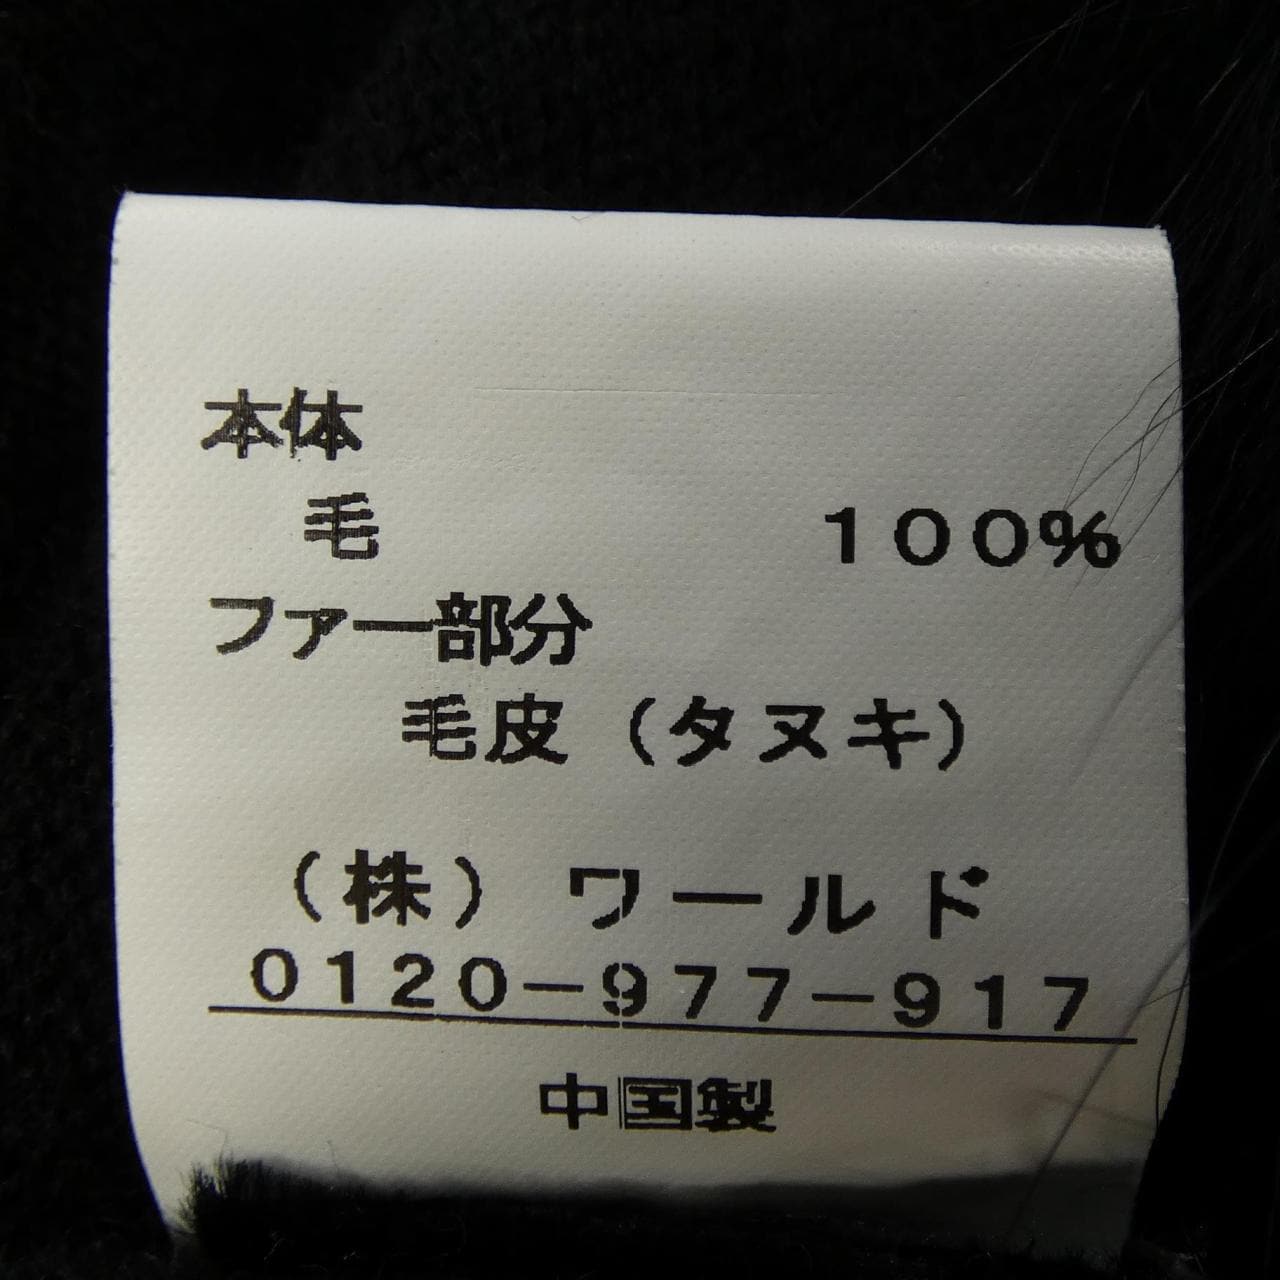 本体
毛 100%
ファー部分
毛皮（タヌキ）
（株）ワールド
0120-977-917
中国製